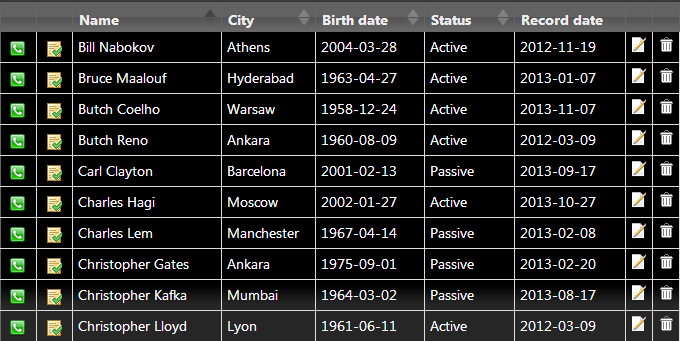 Name City Birth date Status Record date
Bill Nabokov Athens 2004-03-28 Active 2012-11-19
Bruce Maalouf Hyderabad 1963-04-27 Active 2013-01-07
Butch Coelho Warsaw 1958-12-24 Active 2013-11-07
Butch Reno Ankara 1960-08-09 Active 2012-03-09
Carl Clayton Barcelona 2001-02-13 Passive 2013-09-17
Charles Hagi Moscow 2002-01-27 Active 2013-10-27
Charles Lem Manchester 1967-04-14 Passive 2013-02-08
Christopher Gates Ankara 1975-09-01 Passive 2013-02-20
Christopher Kafka Mumbai 1964-03-02 Passive 2013-08-17
Christopher Lloyd Lyon 1961-06-11 Active 2012-03-09